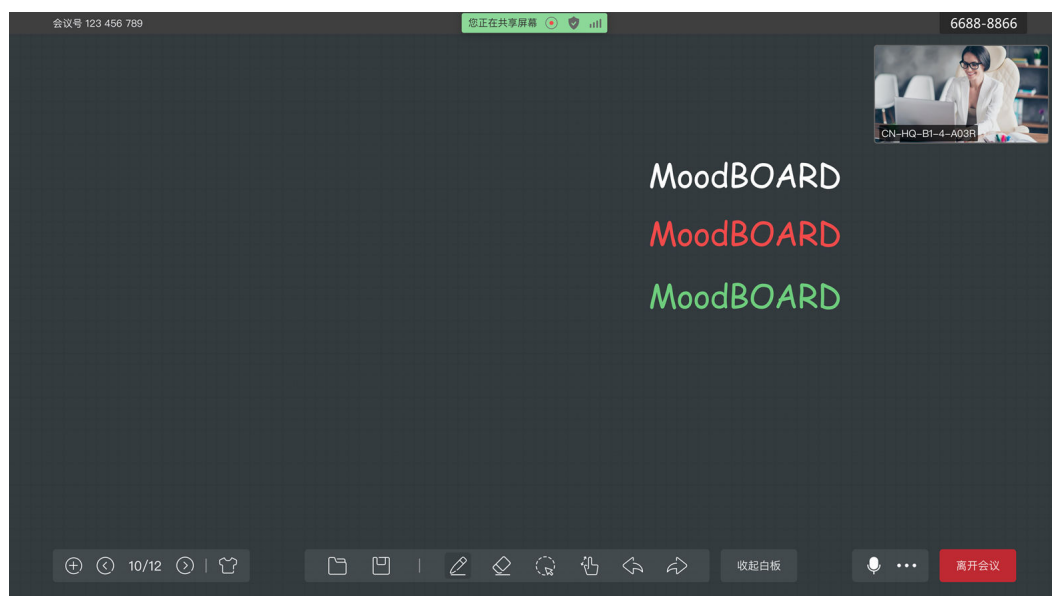 会议号 123 456 789
您正在共享屏幕
6688-8866
CN-HQ-B1-4-A03R
MoodBOARD
MoodBOARD
MoodBOARD
10/12
收起白板
离开会议